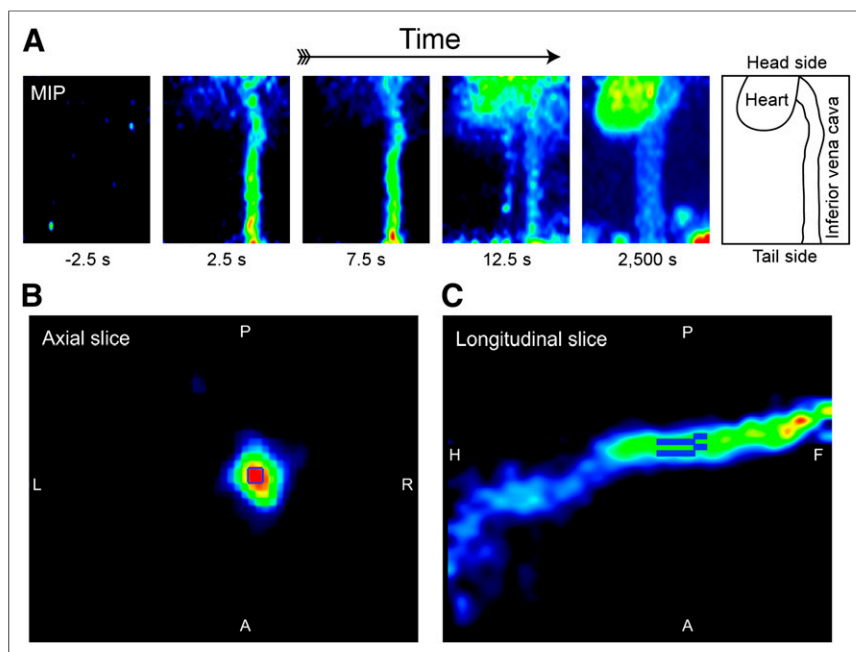 A
Time
MIP
-2.5 s
2.5 s
7.5 s
12.5 s
2,500 s
Head side
Heart
Inferior vena cava
Tail side
B
Axial slice
P
L
R
A
C
Longitudinal slice
P
H
F
A